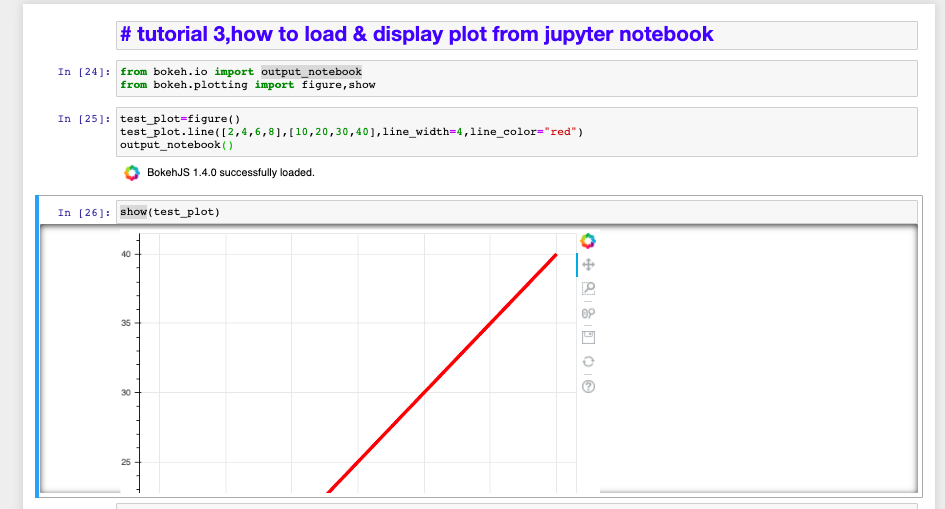 # tutorial 3,how to load & display plot from jupyter notebook
In [24]: from bokeh.io import output_notebook
from bokeh.plotting import figure,show
In [25]: test_plot=figure()
test_plot.line([2,4,6,8],[10,20,30,40],line_width=4,line_color="red")
output_notebook()
BokehJS 1.4.0 successfully loaded.
In [26]: show(test_plot)
40
35
30
25